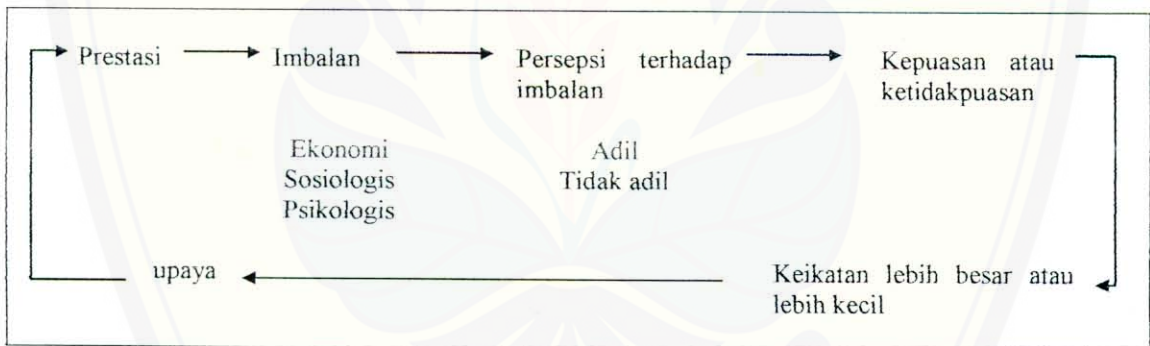 Prestasi
Imbalan
Persepsi terhadap
imbalan
Kepuasan atau
ketidakpuasan
Ekonomi
Sosiologis
Psikologis
Adil
Tidak adil
upaya
Keikatan lebih besar atau
lebih kecil